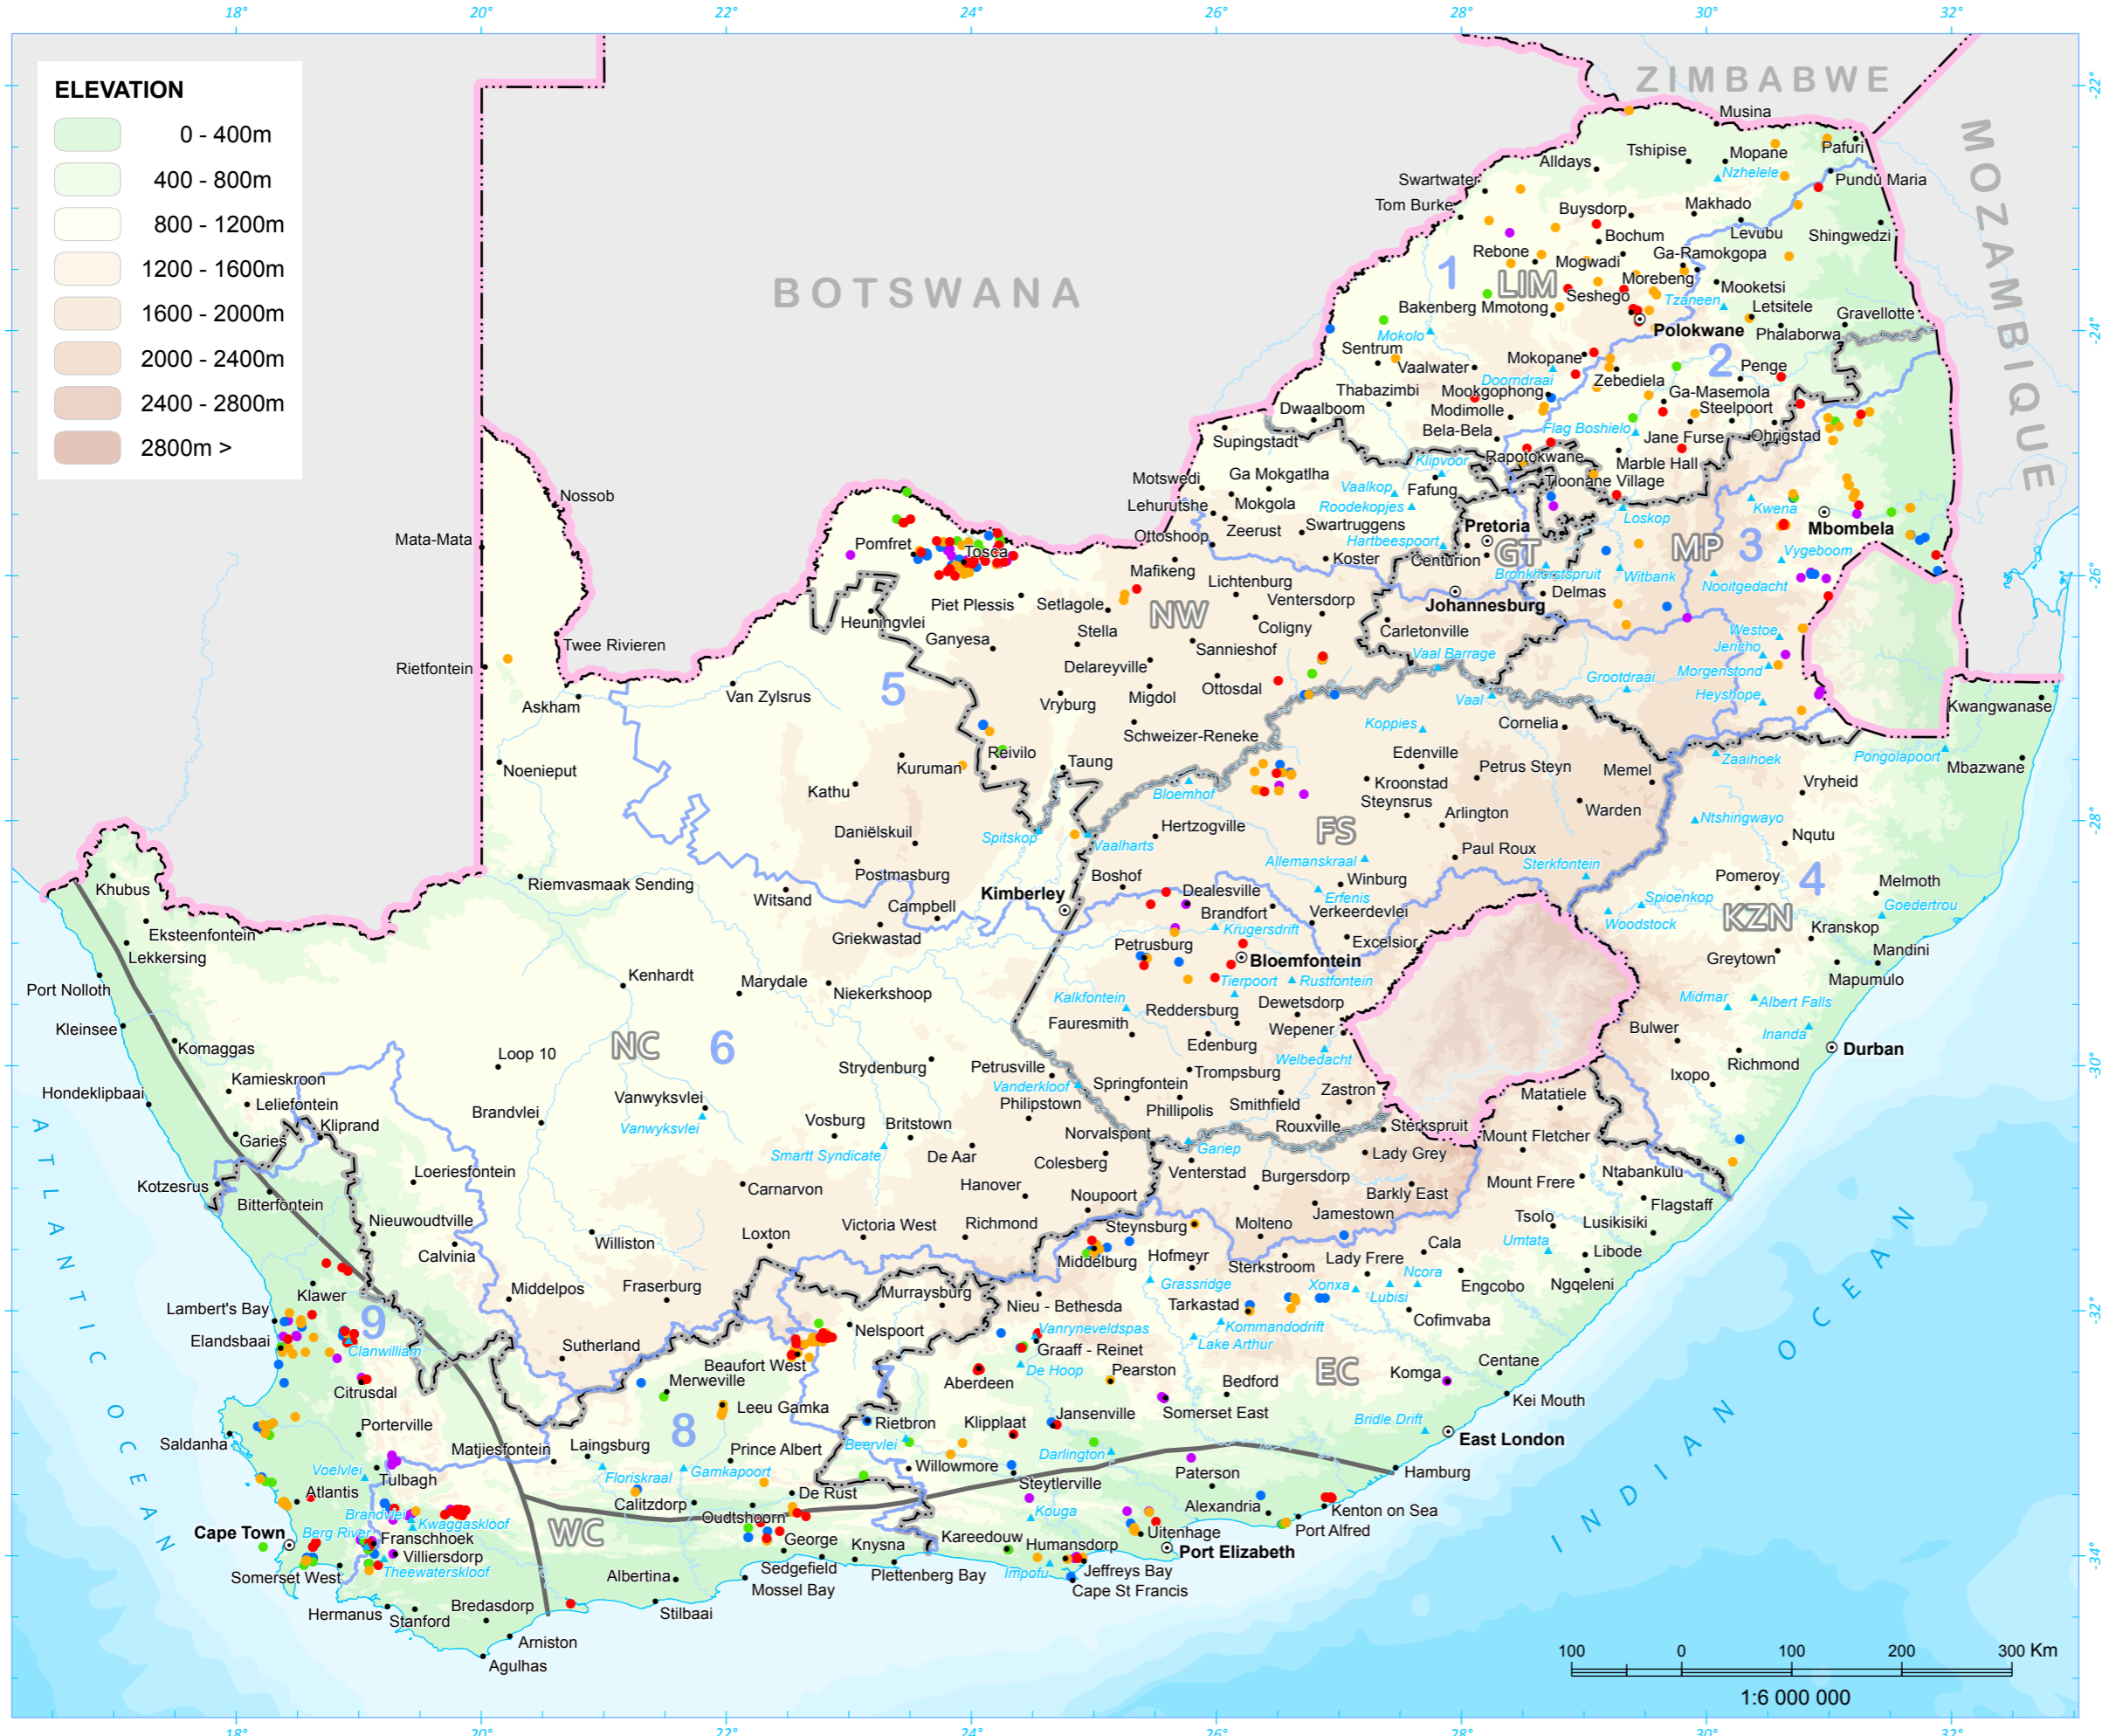 18°
20°
22°
24°
26°
28°
30°
32°
ELEVATION
0 - 400m
400 - 800m
800 - 1200m
1200 - 1600m
1600 - 2000m
2000 - 2400m
2400 - 2800m
2800m >
ZIMBABWE
BOTSWANA
MOZAMBIQUE
-22°
-24°
-26°
-28°
-30°
-32°
-34°
Musina
Tshipise
Mopane
Pafuri
Alldays
Nzhelele
Pundu Maria
Swartwater
Tom Burke
Buysdorp
Makhado
Bochum
Levubu
Shingwedzi
Rebone
Mogwadi
Ga-Ramokgopa
1
LIM
Morebeng
Seshego
Mooketsi
Tzaneen
Bakenberg Mmotong
Letsitele
Gravellotte
Polokwane
Phalaborwa
Mokolo
Sentrum
Vaalwater
Mokopane
2
Penge
Doorndraai
Zebediela
Thabazimbi
Mookgophong
Ga-Masemola
Dwaalboom
Modimolle
Steelpoort
Supingstadt
Bela-Bela
Flag Boshielo
Jane Furse
Ohrigstad
Rapotokwane
Marble Hall
Klipvoor
Motswedi
Ga Mokgatlha
Vaalkop
Fafung
Tloonane Village
Lehurutshe
Mokgola
Roodekopjes
Loskop
Kwena
Nossob
Zeerust
Swartruggens
Pretoria
Mbombela
Mata-Mata
Pomfret
Tosca
Ottoshoop
Hartbeespoort
GT
MP
3
Vygeboom
Koster
Centurion
Mafikeng
Bronkhorstspruit
Witbank
Nooitgedacht
Lichtenburg
Delmas
Piet Plessis
Setlagole
NW
Ventersdorp
Johannesburg
Heuningvlei
Coligny
Carletonville
Westoe
Ganyesa
Stella
Sannieshof
Jericho
Twee Rivieren
Vaal Barrage
Rietfontein
Delareyville
Morgenstond
5
Ottosdal
Grootdraai
Heyshope
Van Zylsrus
Migdol
Vaal
Askham
Vryburg
Kwangwanase
Koppies
Cornelia
Schweizer-Reneke
Reivilo
Edenville
Noenieput
Kuruman
Taung
Petrus Steyn
Memel
Zaaihoek
Pongolapoort
Mbazwane
Kathu
Bloemhof
Kroonstad
Vryheid
Steynsrus
Warden
Arlington
Ntshingwayo
Daniëlskuil
Spitskop
Hertzogville
FS
Nqutu
Vaalharts
Paul Roux
Allemanskraal
Sterkfontein
Khubus
Riemvasmaak Sending
Postmasburg
Boshof
Winburg
Pomeroy
4
Melmoth
Witsand
Kimberley
Dealesville
Erfenis
Spioenkop
Goedertrou
Campbell
Brandfort
Verkeerdevlei
Woodstock
KZN
Eksteenfontein
Griekwastad
Krugersdrift
Kranskop
Lekkersing
Petrusburg
Excelsior
Greytown
Mandini
Kenhardt
Bloemfontein
Mapumulo
Port Nolloth
Marydale
Niekerkshoop
Tierpoort
Rustfontein
Kalkfontein
Midmar
Albert Falls
Dewetsdorp
Kleinsee
Reddersburg
Fauresmith
Wepener
Bulwer
Inanda
Komaggas
NC
6
Edenburg
Durban
Loop 10
Welbedacht
Richmond
Strydenburg
Petrusville
Trompsburg
Kamieskroon
Ixopo
Hondeklipbaai
Vanderkloof
Springfontein
Zastron
Leliefontein
Vanwyksvlei
Philipstown
Phillipolis
Smithfield
Matatiele
Brandvlei
Vosburg
Britstown
Rouxville
Kliprand
Vanwyksvlei
Norvalspont
Sterkspruit
Garies
Gariep
Mount Fletcher
Smartt Syndicate
De Aar
Colesberg
Lady Grey
Loeriesfontein
Venterstad
Burgersdorp
Ntabankulu
Kotzesrus
Carnarvon
Hanover
Mount Frere
Barkly East
Bitterfontein
Noupoort
Flagstaff
Jamestown
Nieuwoudtville
Victoria West
Richmond
Steynsburg
Molteno
Tsolo
Lusikisiki
Loxton
Williston
Umtata
Calvinia
Middelburg
Hofmeyr
Lady Frere
Cala
Libode
Sterkstroom
Ncora
Middelpos
Fraserburg
Grassridge
Xonxa
Engcobo
Ngqeleni
Klawer
Murraysburg
Lubisi
Lambert's Bay
9
Nieu - Bethesda
Tarkastad
Nelspoort
Vanryneveldspas
Kommandodrift
Cofimvaba
Elandsbaai
Clanwilliam
Sutherland
Graaff - Reinet
Lake Arthur
Beaufort West
De Hoop
EC
Centane
Citrusdal
Merweville
7
Aberdeen
Pearston
Komga
Bedford
Kei Mouth
Leeu Gamka
Porterville
Rietbron
Klipplaat
Jansenville
Somerset East
8
Bridle Drift
Saldanha
Matjiesfontein
Laingsburg
Prince Albert
Beervlei
East London
Voelvlei
Darlington
Tulbagh
Floriskraal
Gamkapoort
Willowmore
Paterson
Hamburg
Atlantis
Steytlerville
De Rust
Calitzdorp
Kouga
Alexandria
Kenton on Sea
Brandvlei
Kwaggaskloof
Oudtshoorn
Cape Town
Berg River
WC
Franschhoek
George
Kareedouw
Uitenhage
Port Alfred
Villiersdorp
Knysna
Humansdorp
Port Elizabeth
Somerset West
Theewaterskloof
Sedgefield
Impofu
Jeffreys Bay
Albertina
Mossel Bay
Plettenberg Bay
Cape St Francis
Hermanus
Bredasdorp
Stanford
Stilbaai
Arniston
Agulhas
ATLANTIC OCEAN
INDIAN OCEAN
100 0 100 200 300 Km
1:6 000 000
18°
20°
22°
24°
26°
28°
30°
32°